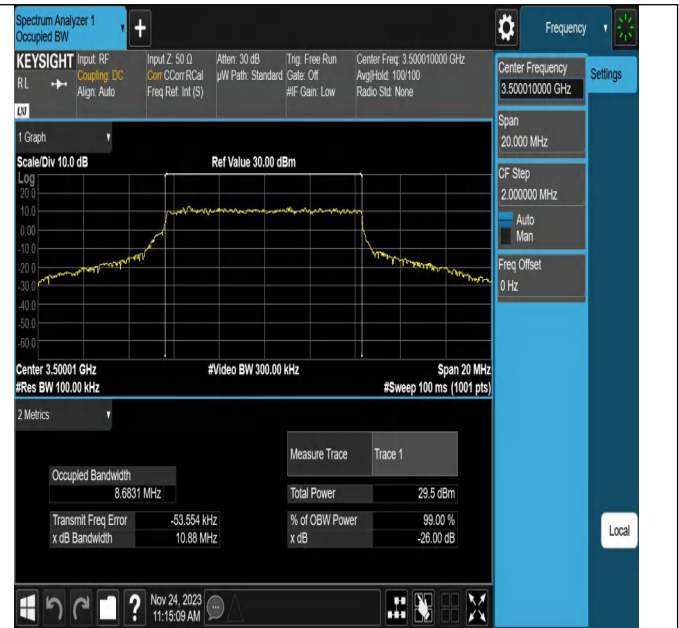 Spectrum Analyzer 1
Occupied BW
+
Frequency
KEYSIGHT
RL
LXI
Input: RF
Coupling: DC
Align: Auto
Input Z: 50 Ω
Corr CCorr RCal
Freq Ref: Int (S)
Atten: 30 dB
µW Path: Standard
Trig: Free Run
Gate: Off
#IF Gain: Low
Center Freq: 3.500010000 GHz
Avg|Hold: 100/100
Radio Std: None
Center Frequency
3.500010000 GHz
Settings
Span
20.000 MHz
CF Step
2.000000 MHz
Auto
Man
Freq Offset
0 Hz
Local
1 Graph
Scale/Div 10.0 dB
Ref Value 30.00 dBm
Log
20.0
10.0
0.00
-10.0
-20.0
-30.0
-40.0
-50.0
-60.0
Center 3.50001 GHz
#Video BW 300.00 kHz
Span 20 MHz
#Res BW 100.00 kHz
#Sweep 100 ms (1001 pts)
2 Metrics
Measure Trace
Trace 1
Occupied Bandwidth
8.6831 MHz
Total Power
29.5 dBm
Transmit Freq Error
-53.554 kHz
% of OBW Power
99.00 %
x dB Bandwidth
10.88 MHz
x dB
-26.00 dB
?
Nov 24, 2023
11:15:09 AM